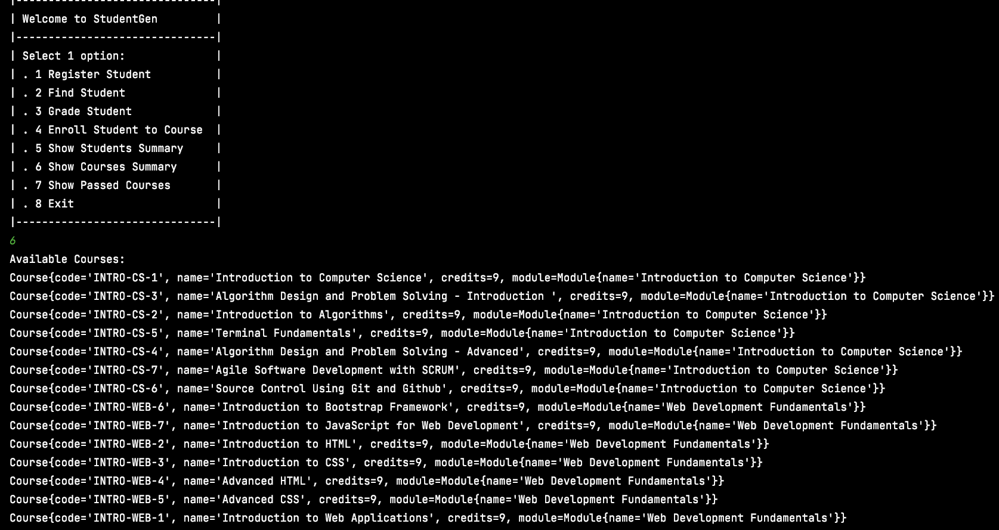 |-------------------------------|
| Welcome to StudentGen         |
|-------------------------------|
| Select 1 option:              |
| . 1 Register Student          |
| . 2 Find Student              |
| . 3 Grade Student             |
| . 4 Enroll Student to Course  |
| . 5 Show Students Summary     |
| . 6 Show Courses Summary      |
| . 7 Show Passed Courses       |
| . 8 Exit                      |
|-------------------------------|
6
Available Courses:
Course{code='INTRO-CS-1', name='Introduction to Computer Science', credits=9, module=Module{name='Introduction to Computer Science'}}
Course{code='INTRO-CS-3', name='Algorithm Design and Problem Solving - Introduction ', credits=9, module=Module{name='Introduction to Computer Science'}}
Course{code='INTRO-CS-2', name='Introduction to Algorithms', credits=9, module=Module{name='Introduction to Computer Science'}}
Course{code='INTRO-CS-5', name='Terminal Fundamentals', credits=9, module=Module{name='Introduction to Computer Science'}}
Course{code='INTRO-CS-4', name='Algorithm Design and Problem Solving - Advanced', credits=9, module=Module{name='Introduction to Computer Science'}}
Course{code='INTRO-CS-7', name='Agile Software Development with SCRUM', credits=9, module=Module{name='Introduction to Computer Science'}}
Course{code='INTRO-CS-6', name='Source Control Using Git and Github', credits=9, module=Module{name='Introduction to Computer Science'}}
Course{code='INTRO-WEB-6', name='Introduction to Bootstrap Framework', credits=9, module=Module{name='Web Development Fundamentals'}}
Course{code='INTRO-WEB-7', name='Introduction to JavaScript for Web Development', credits=9, module=Module{name='Web Development Fundamentals'}}
Course{code='INTRO-WEB-2', name='Introduction to HTML', credits=9, module=Module{name='Web Development Fundamentals'}}
Course{code='INTRO-WEB-3', name='Introduction to CSS', credits=9, module=Module{name='Web Development Fundamentals'}}
Course{code='INTRO-WEB-4', name='Advanced HTML', credits=9, module=Module{name='Web Development Fundamentals'}}
Course{code='INTRO-WEB-5', name='Advanced CSS', credits=9, module=Module{name='Web Development Fundamentals'}}
Course{code='INTRO-WEB-1', name='Introduction to Web Applications', credits=9, module=Module{name='Web Development Fundamentals'}}